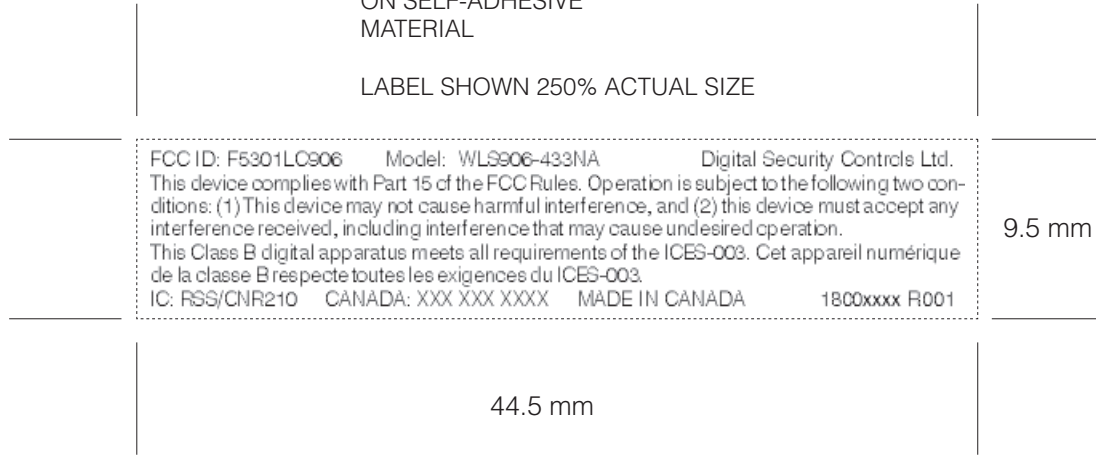 ON SELF-ADHESIVE
MATERIAL
LABEL SHOWN 250% ACTUAL SIZE
FCC ID: F5301LC906 Model: WLS906-433NA Digital Security Controls Ltd.
This device complies with Part 15 of the FCC Rules. Operation is subject to the following two con-
ditions: (1) This device may not cause harmful interference, and (2) this device must accept any
interference received, including interference that may cause undesired operation.
This Class B digital apparatus meets all requirements of the ICES-003. Cet appareil numérique
de la classe B respecte toutes les exigences du ICES-003.
IC: RSS/CNR210 CANADA: XXX XXX XXXX MADE IN CANADA 1800xxxx R001
9.5 mm
44.5 mm